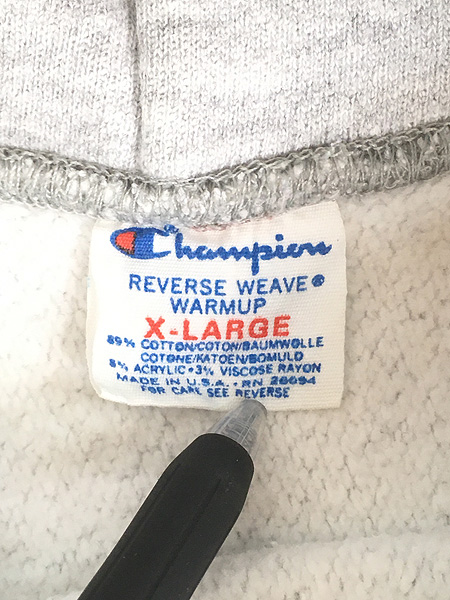 Champion
REVERSE WEAVE®
WARMUP
X-LARGE
89% COTTON/COTON/BAUMWOLLE
COTONE/KATOEN/BOMULD
8% ACRYLIC • 3% VISCOSE RAYON
MADE IN U.S.A. • RN 26094
FOR CARE SEE REVERSE